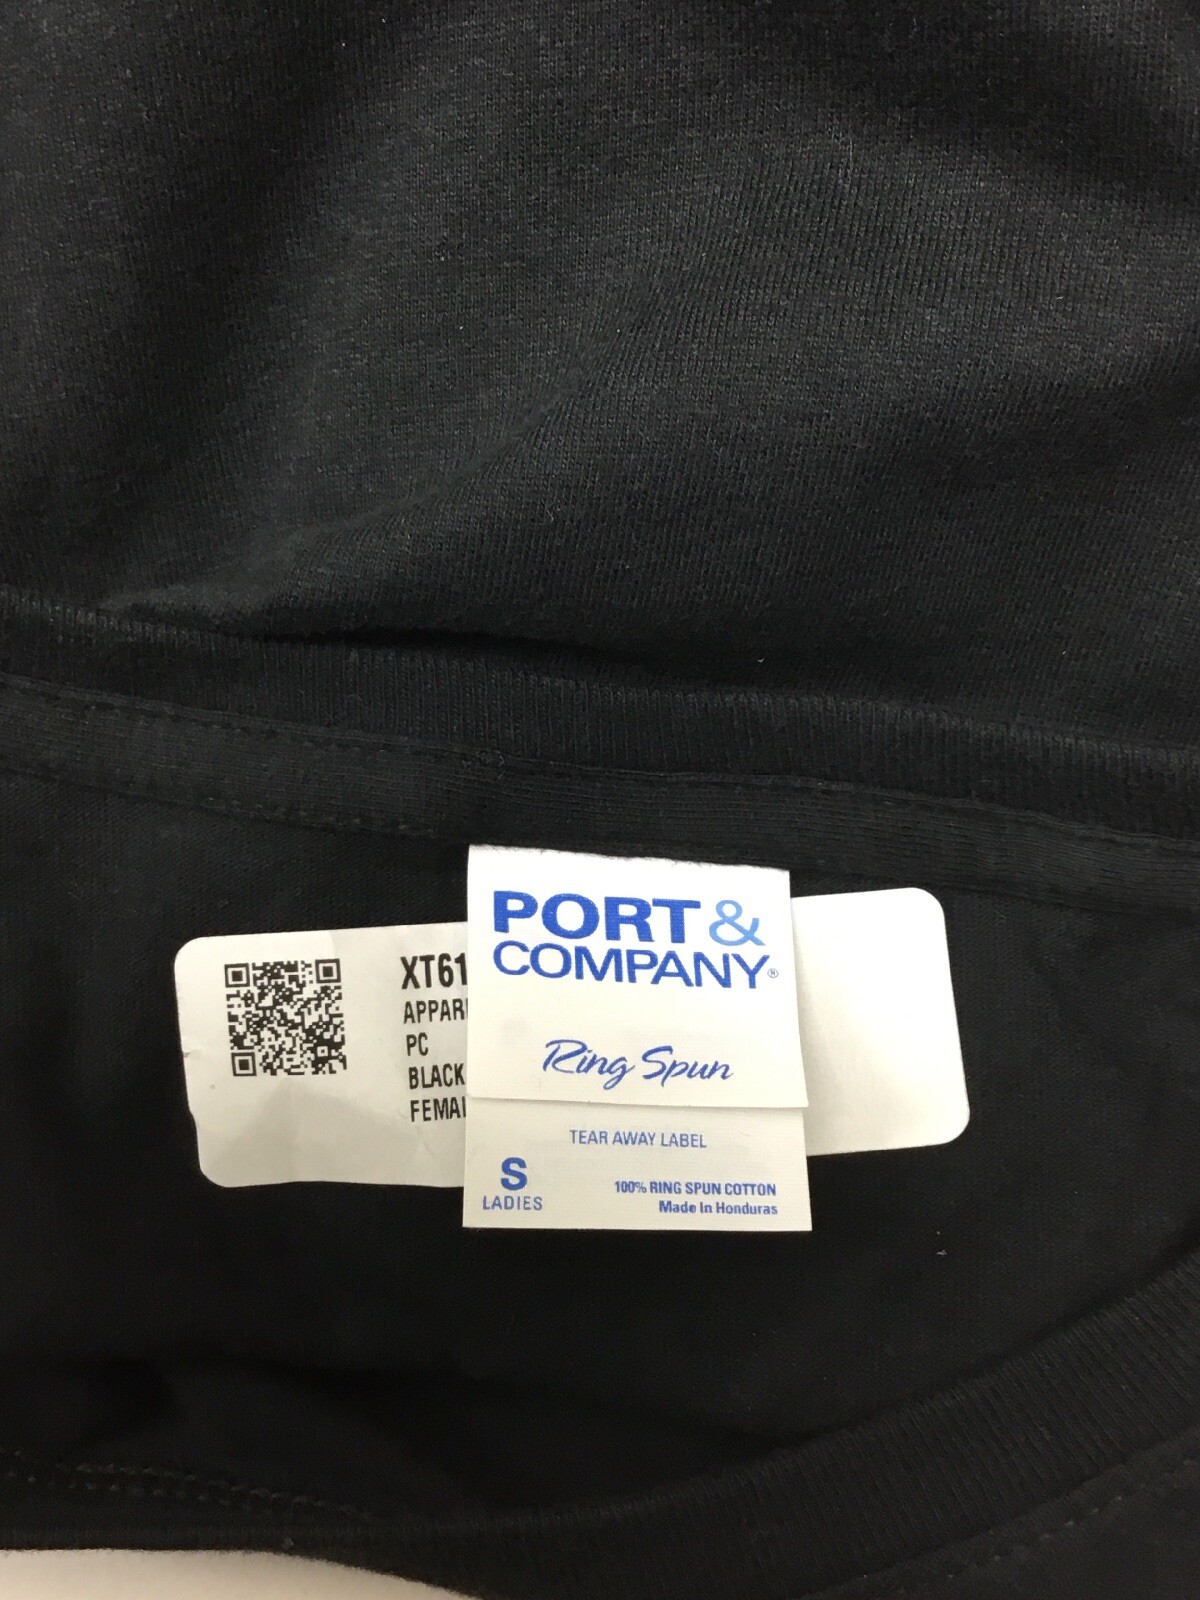 PORT &
COMPANY®
Ring Spun
TEAR AWAY LABEL
S
LADIES
100% RING SPUN COTTON
Made In Honduras
XT61
APPAR
PC
BLACK
FEMA